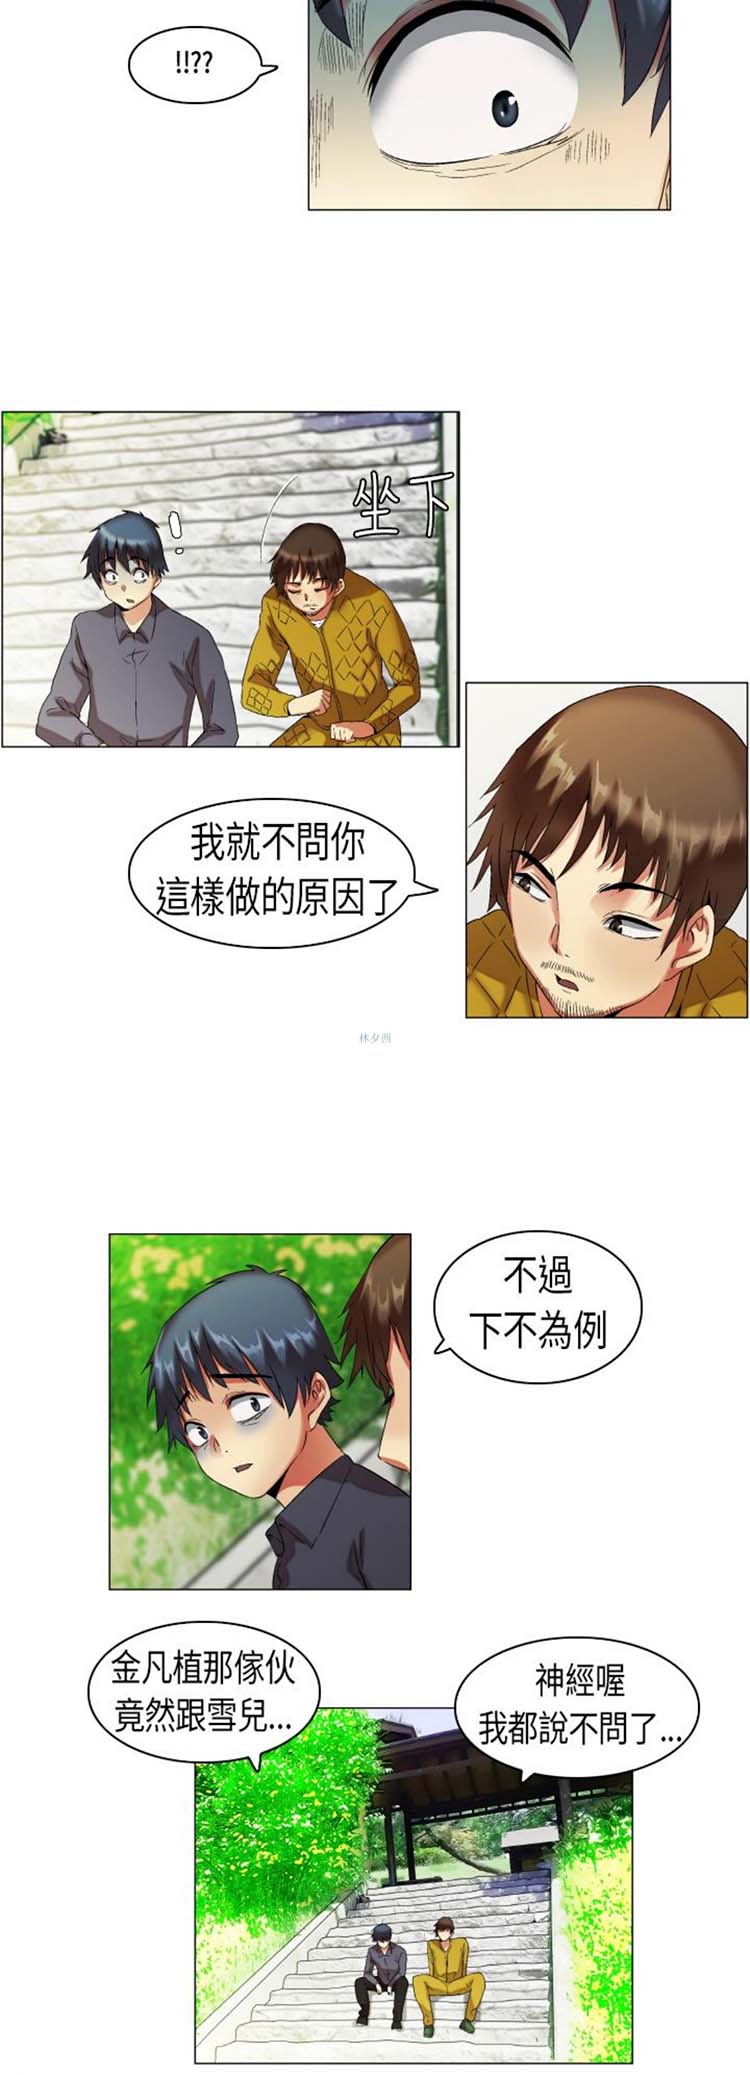 !!??
坐下
我就不問你
這樣做的原因了
林夕画
不過
下不為例
金凡植那傢伙
竟然跟雪兒...
神經喔
我都說不問了...